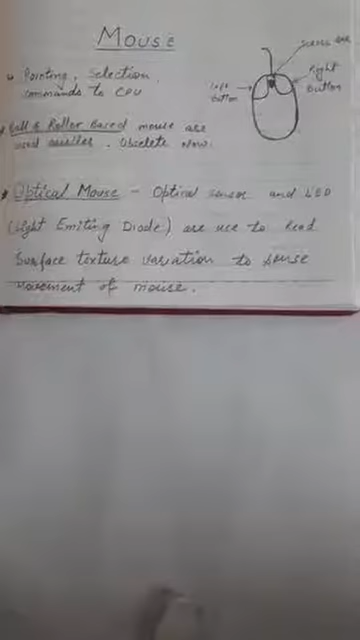 Mouse
Pointing, Selection,
commands to CPU
Left
button
Right
button
Ball & Roller Based mouse are
used earlier. Obsolete now.
* Optical Mouse - Optical sensor and LED
(Light Emiting Diode) are use to Read
Surface texture variation to sense
movement of mouse.